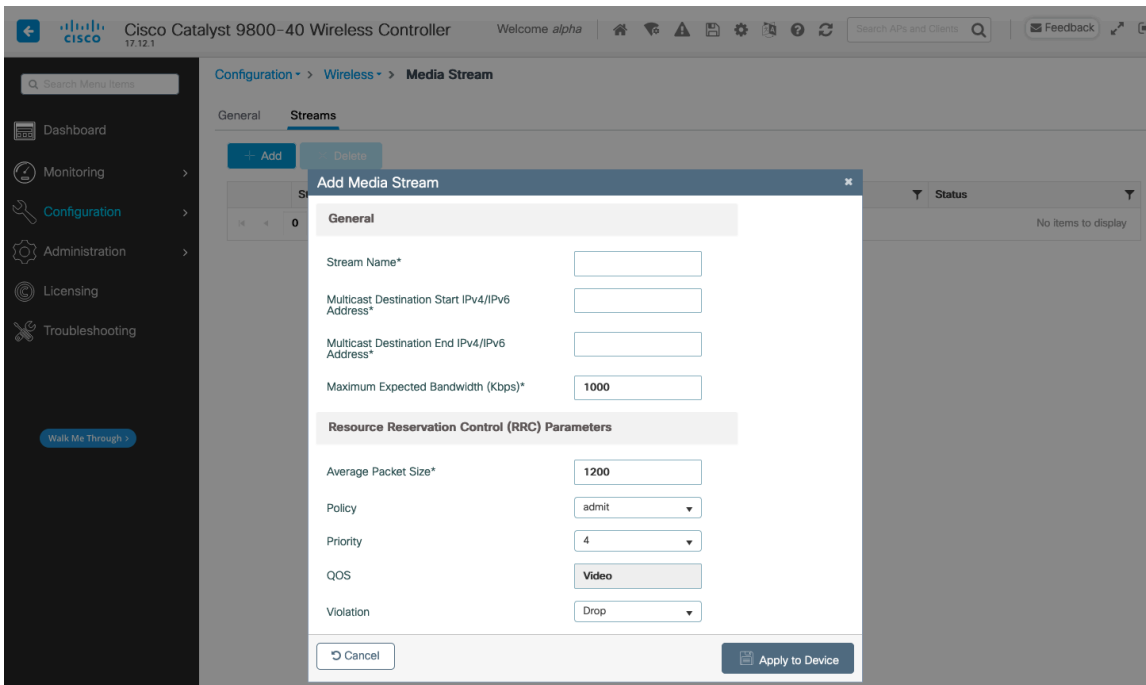 CISCO
Cisco Catalyst 9800-40 Wireless Controller
17.12.1
Welcome alpha
Search APs and Clients
Feedback
Search Menu Items
Dashboard
Monitoring
Configuration
Administration
Licensing
Troubleshooting
Walk Me Through >
Configuration > Wireless > Media Stream
General Streams
+ Add
Delete
Status
0
No items to display
Add Media Stream
General
Stream Name*
Multicast Destination Start IPv4/IPv6
Address*
Multicast Destination End IPv4/IPv6
Address*
Maximum Expected Bandwidth (Kbps)* 1000
Resource Reservation Control (RRC) Parameters
Average Packet Size* 1200
Policy admit
Priority 4
QOS Video
Violation Drop
Cancel
Apply to Device